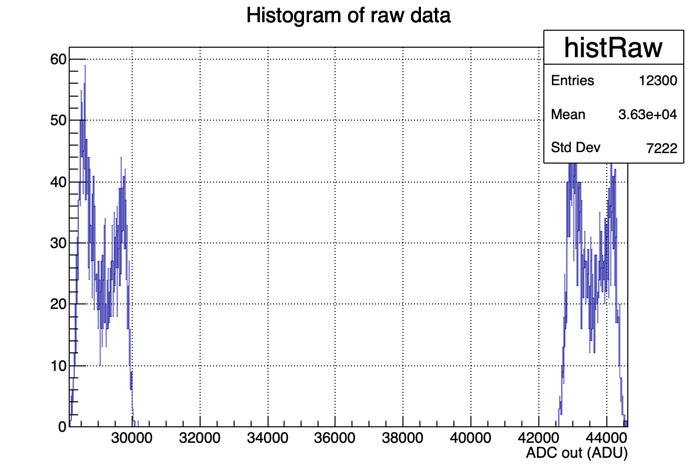 Histogram of raw data
histRaw
Entries 12300
Mean 3.63e+04
Std Dev 7222
60
50
40
30
20
10
0
30000 32000 34000 36000 38000 40000 42000 44000
ADC out (ADU)